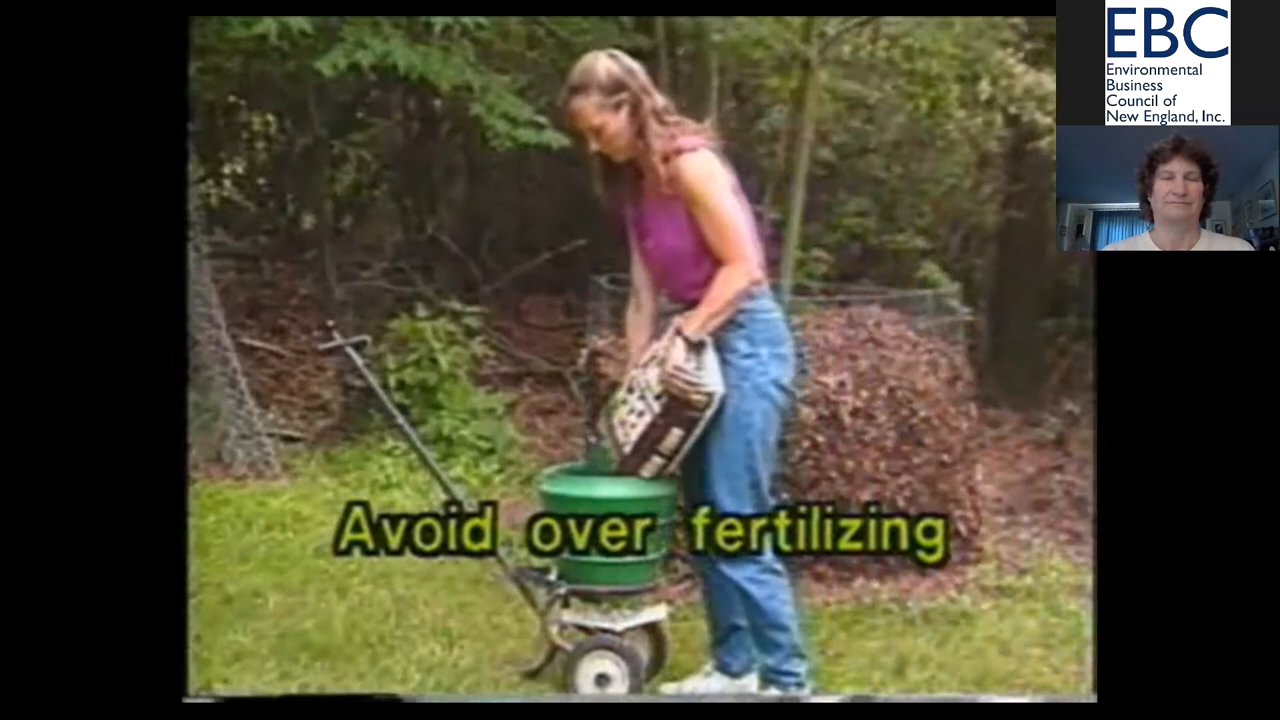 EBC
Environmental
Business
Council of
New England, Inc.
Avoid over fertilizing